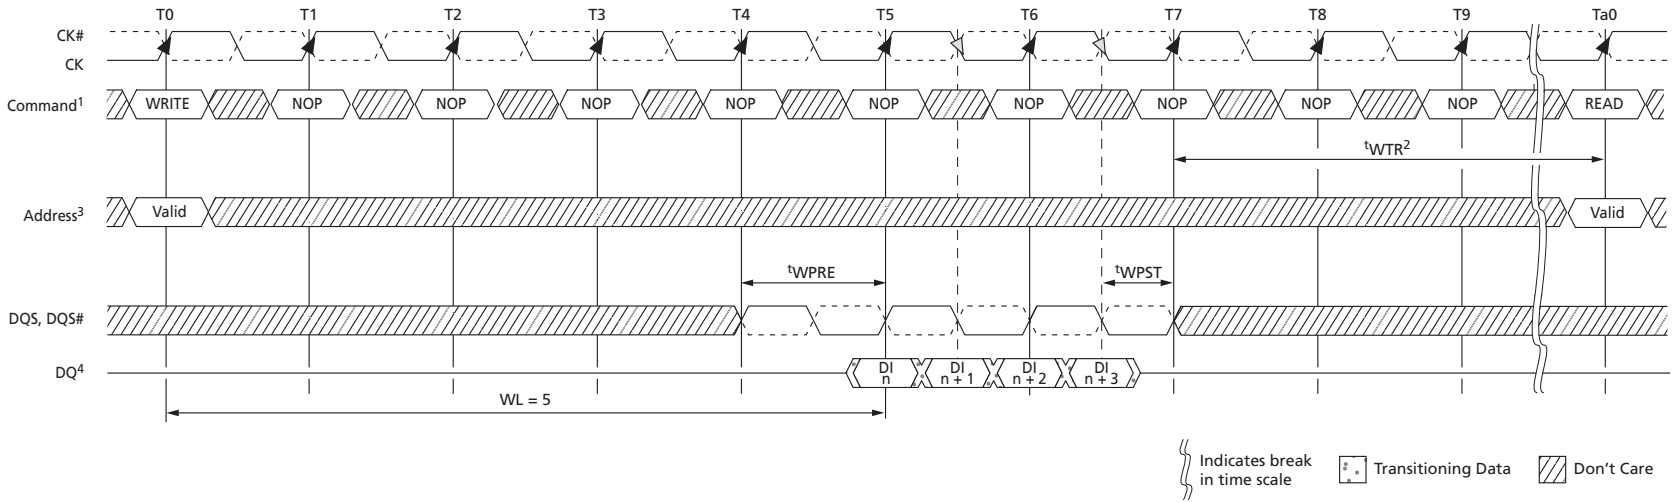 T0 T1 T2 T3 T4 T5 T6 T7 T8 T9 Ta0
CK#
CK
Command1 WRITE NOP NOP NOP NOP NOP NOP NOP NOP NOP READ
tWTR2
Address3 Valid Valid
tWPRE tWPST
DQS, DQS#
DQ4 DI n DI n + 1 DI n + 2 DI n + 3
WL = 5
Indicates break
in time scale
Transitioning Data
Don't Care